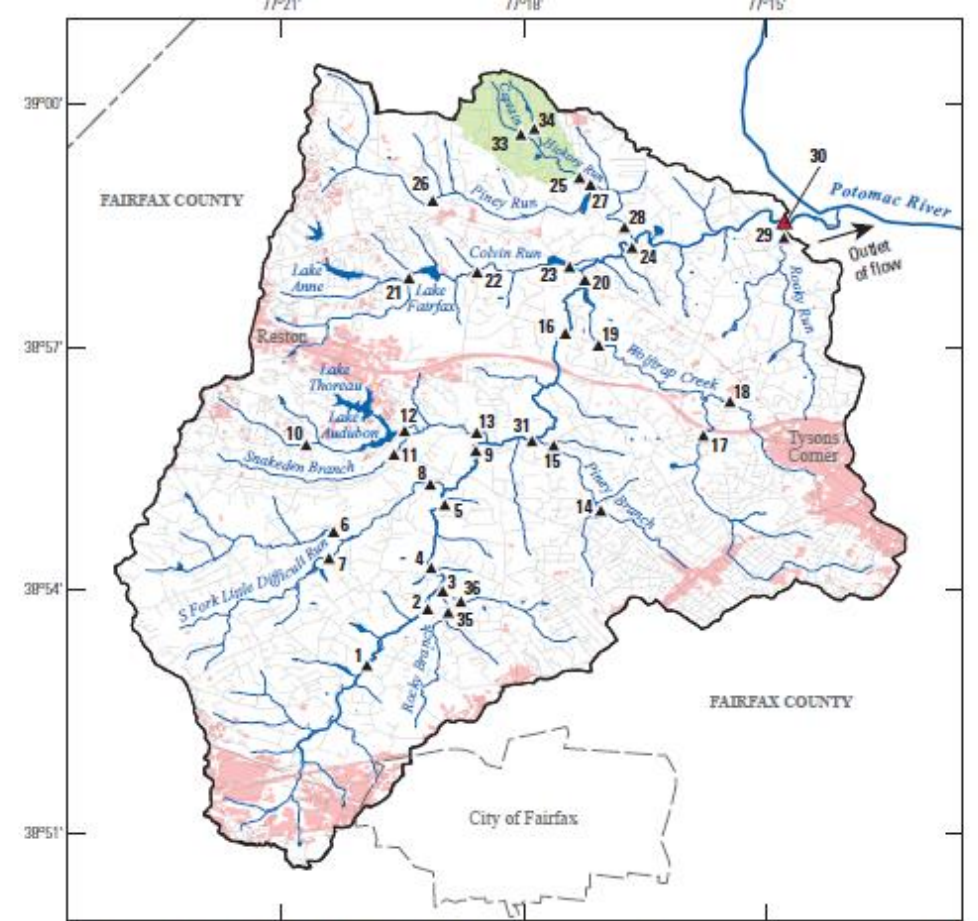 77°21' 77°18' 77°15'
39°00'
38°57'
38°54'
38°51'
FAIRFAX COUNTY
Captain
Hickory Run
34
33
25
27
26
Piney Run
28
30
Potomac River
29
24
Outlet
of flow
Colvin Run
23
20
22
21
Lake
Anne
Lake
Fairfax
Rocky Run
16
19
Reston
Wolftrap Creek
Lake
Thoreau
18
Lake
Audubon
12
13
31
10
11
9
15
17
Tysons
Corner
Snakeden Branch
8
5
Piney Branch
14
6
7
S Fork Little Difficult Run
4
3
36
2
35
1
Rocky Branch
FAIRFAX COUNTY
City of Fairfax